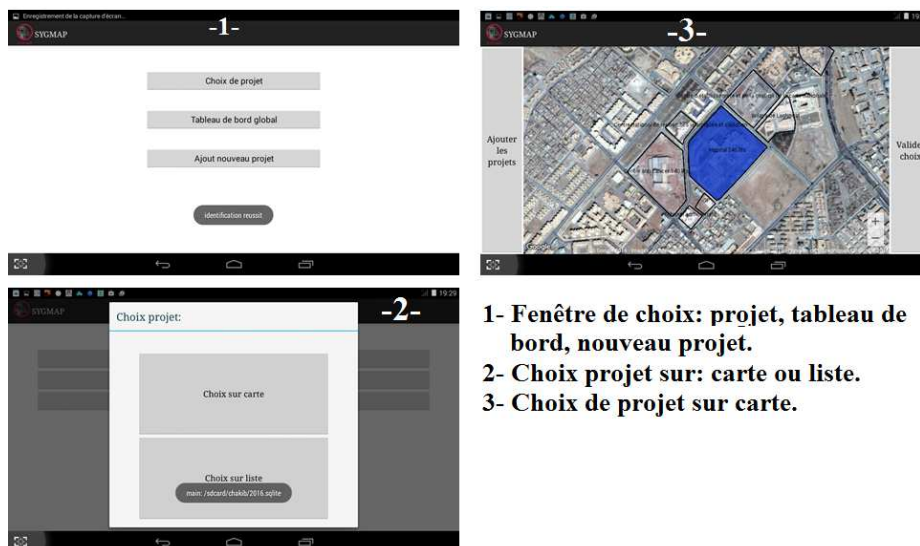 Enregistrement de la capture d'écran...
SYGMAP
-1-
Choix de projet
Tableau de bord global
Ajout nouveau projet
identification reussit
SYGMAP
-3-
19
Ajouter
les
projets
Valide
choix
Google
+
−
19:29
SYGMAP
-2-
Choix projet:
Choix sur carte
Choix sur liste
main: /sdcard/chakib/2016.sqlite
1- Fenêtre de choix: projet, tableau de
bord, nouveau projet.
2- Choix projet sur: carte ou liste.
3- Choix de projet sur carte.